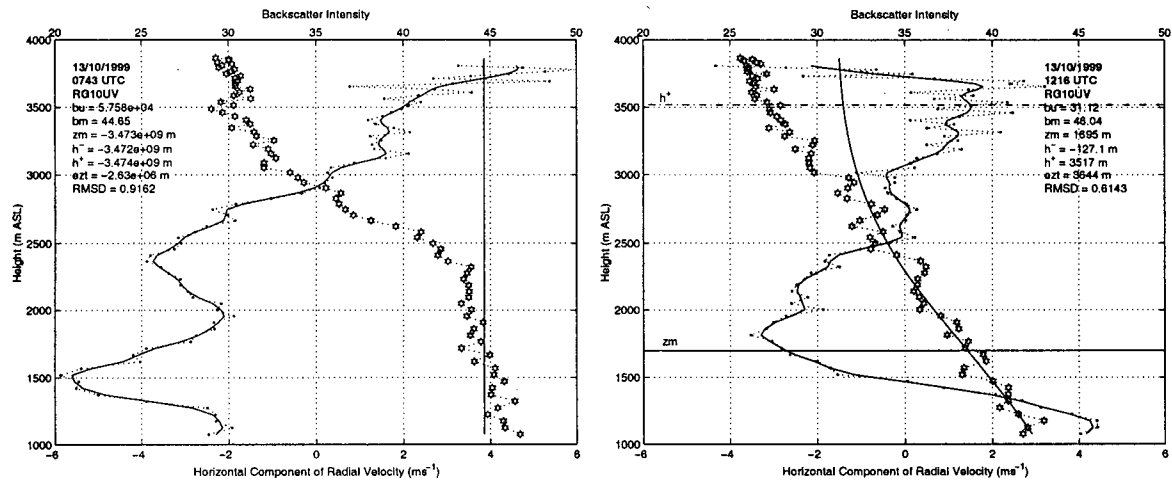 Backscatter Intensity
20 25 30 35 40 45 50
4000
3500
3000
2500
2000
1500
1000
Height (m ASL)
13/10/1999
0743 UTC
RG10UV
bu = 5.758e+04
bm = 44.65
zm = −3.473e+09 m
h⁻ = −3.472e+09 m
h⁺ = −3.474e+09 m
ezt = −2.63e+06 m
RMSD = 0.9162
−6 −4 −2 0 2 4 6
Horizontal Component of Radial Velocity (ms⁻¹)
Backscatter Intensity
20 25 30 35 40 45 50 55 60
4000
3500
3000
2500
2000
1500
1000
Height (m ASL)
h⁺
zm
13/10/1999
1216 UTC
RG10UV
bu = 31.12
bm = 46.04
zm = 1695 m
h⁻ = −127.1 m
h⁺ = 3517 m
ezt = 3644 m
RMSD = 0.6143
−6 −4 −2 0 2 4 6
Horizontal Component of Radial Velocity (ms⁻¹)